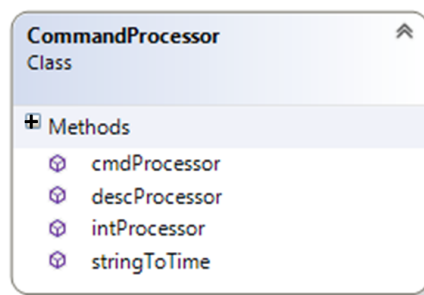 CommandProcessor
Class
Methods
cmdProcessor
descProcessor
intProcessor
stringToTime